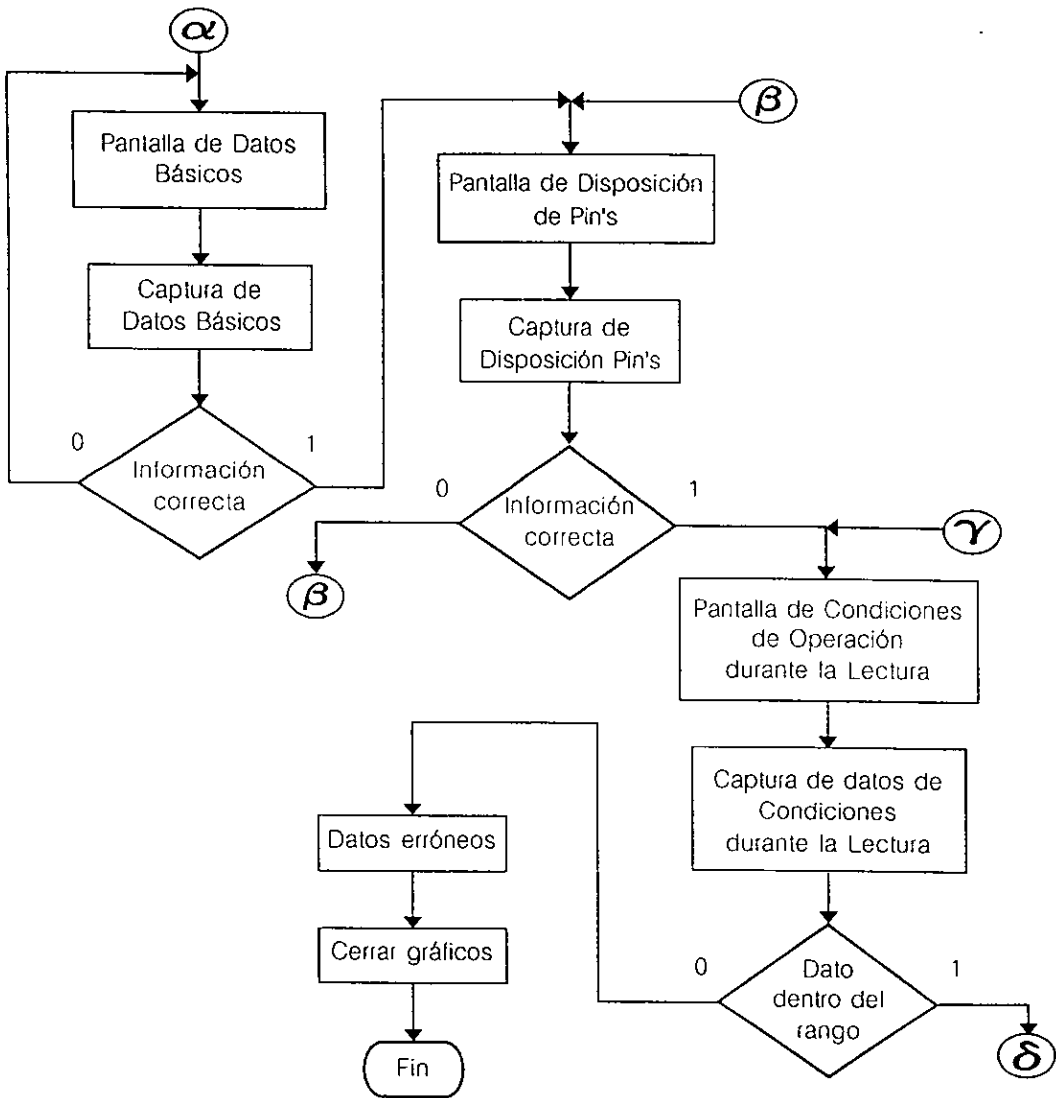 α
Pantalla de Datos
Básicos
Captura de
Datos Básicos
0
1
Información
correcta
β
Pantalla de Disposición
de Pin's
Captura de
Disposición Pin's
0
1
Información
correcta
β
γ
Pantalla de Condiciones
de Operación
durante la Lectura
Captura de datos de
Condiciones
durante la Lectura
0
1
Dato
dentro del
rango
δ
Datos erróneos
Cerrar gráficos
Fin